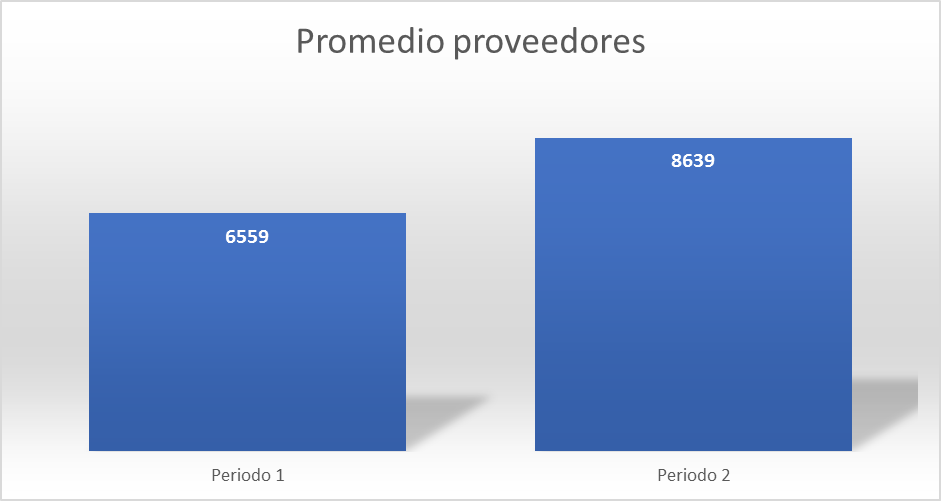 Promedio proveedores
6559
8639
Periodo 1
Periodo 2